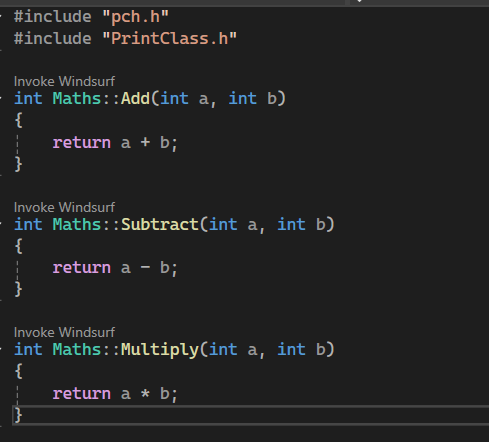 #include "pch.h"
#include "PrintClass.h"
Invoke Windsurf
int Maths::Add(int a, int b)
{
return a + b;
}
Invoke Windsurf
int Maths::Subtract(int a, int b)
{
return a - b;
}
Invoke Windsurf
int Maths::Multiply(int a, int b)
{
return a * b;
}